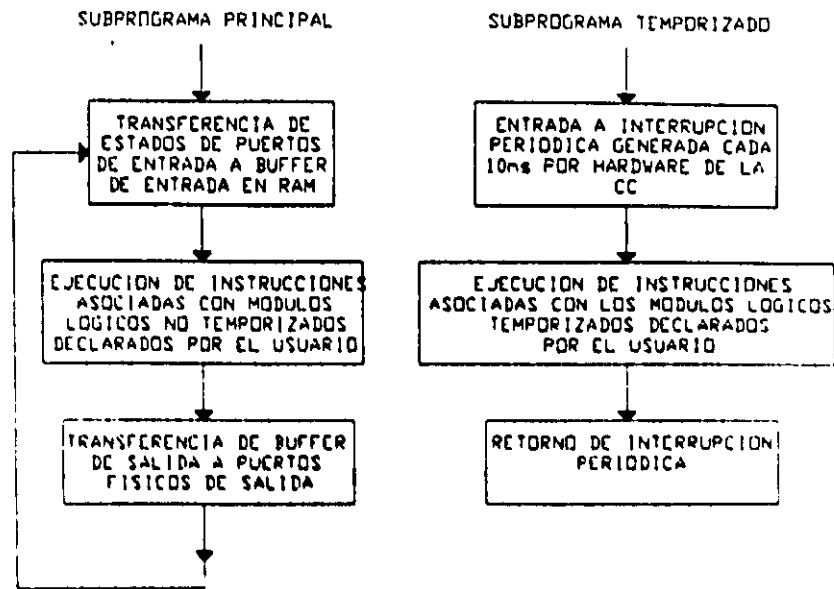 SUBPROGRAMA PRINCIPAL
TRANSFERENCIA DE
ESTADOS DE PUERTOS
DE ENTRADA A BUFFER
DE ENTRADA EN RAM
EJECUCION DE INSTRUCCIONES
ASOCIADAS CON MODULOS
LOGICOS NO TEMPORIZADOS
DECLARADOS POR EL USUARIO
TRANSFERENCIA DE BUFFER
DE SALIDA A PUERTOS
FISICOS DE SALIDA
SUBPROGRAMA TEMPORIZADO
ENTRADA A INTERRUPCION
PERIODICA GENERADA CADA
10ms POR HARDWARE DE LA
CC
EJECUCION DE INSTRUCCIONES
ASOCIADAS CON LOS MODULOS LOGICOS
TEMPORIZADOS DECLARADOS
POR EL USUARIO
RETORNO DE INTERRUPCION
PERIODICA